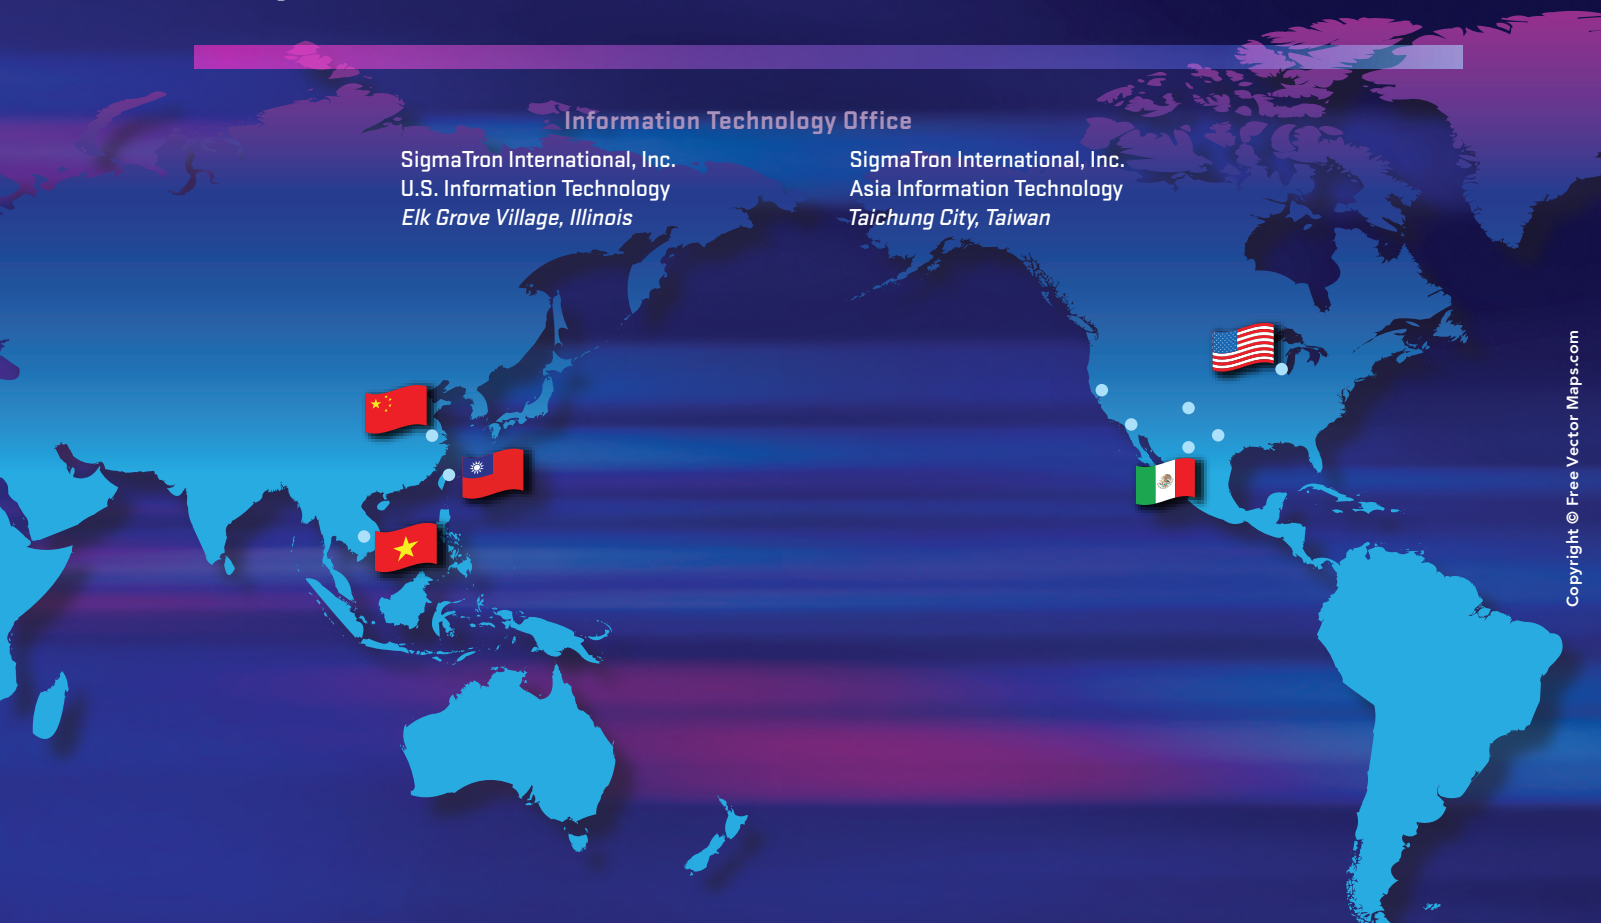 Information Technology Office
SigmaTron International, Inc.
U.S. Information Technology
Elk Grove Village, Illinois
SigmaTron International, Inc.
Asia Information Technology
Taichung City, Taiwan
Copyright © Free Vector Maps.com